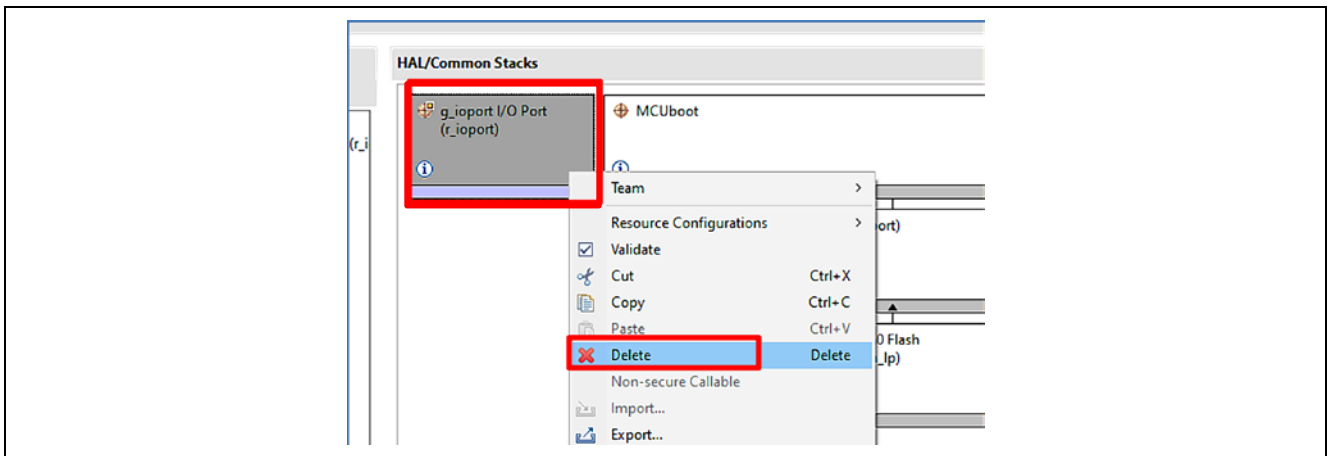 HAL/Common Stacks
g_ioport I/O Port
(r_ioport)
MCUboot
(r_i
Team
Resource Configurations
ort)
Validate
Cut Ctrl+X
Copy Ctrl+C
Paste Ctrl+V
0 Flash
Delete Delete
_lp)
Non-secure Callable
Import...
Export...